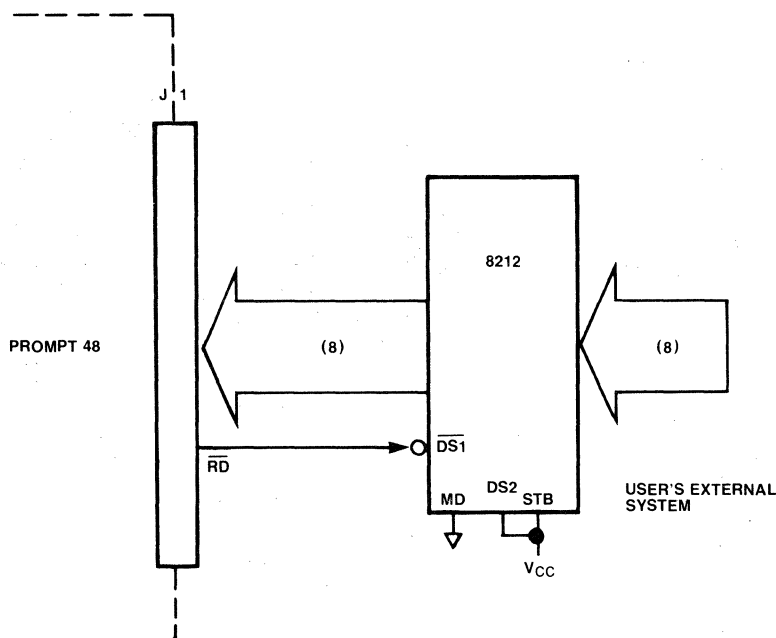 J 1
8212
PROMPT 48
(8)
(8)
RD
DS1
MD
DS2
STB
VCC
USER'S EXTERNAL
SYSTEM